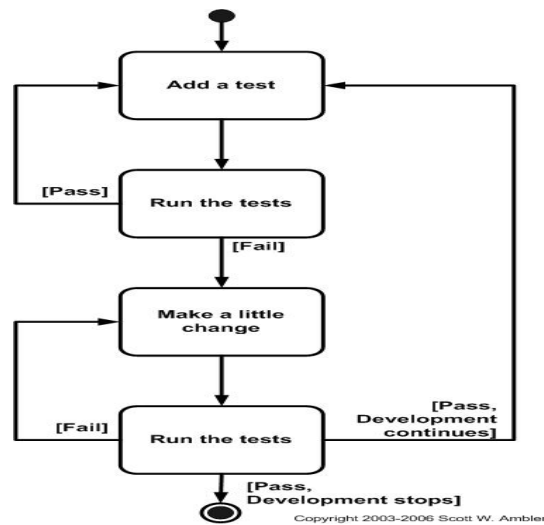 Add a test
[Pass]
Run the tests
[Fail]
Make a little
change
[Fail]
Run the tests
[Pass,
Development
continues]
[Pass,
Development stops]
Copyright 2003-2006 Scott W. Ambler